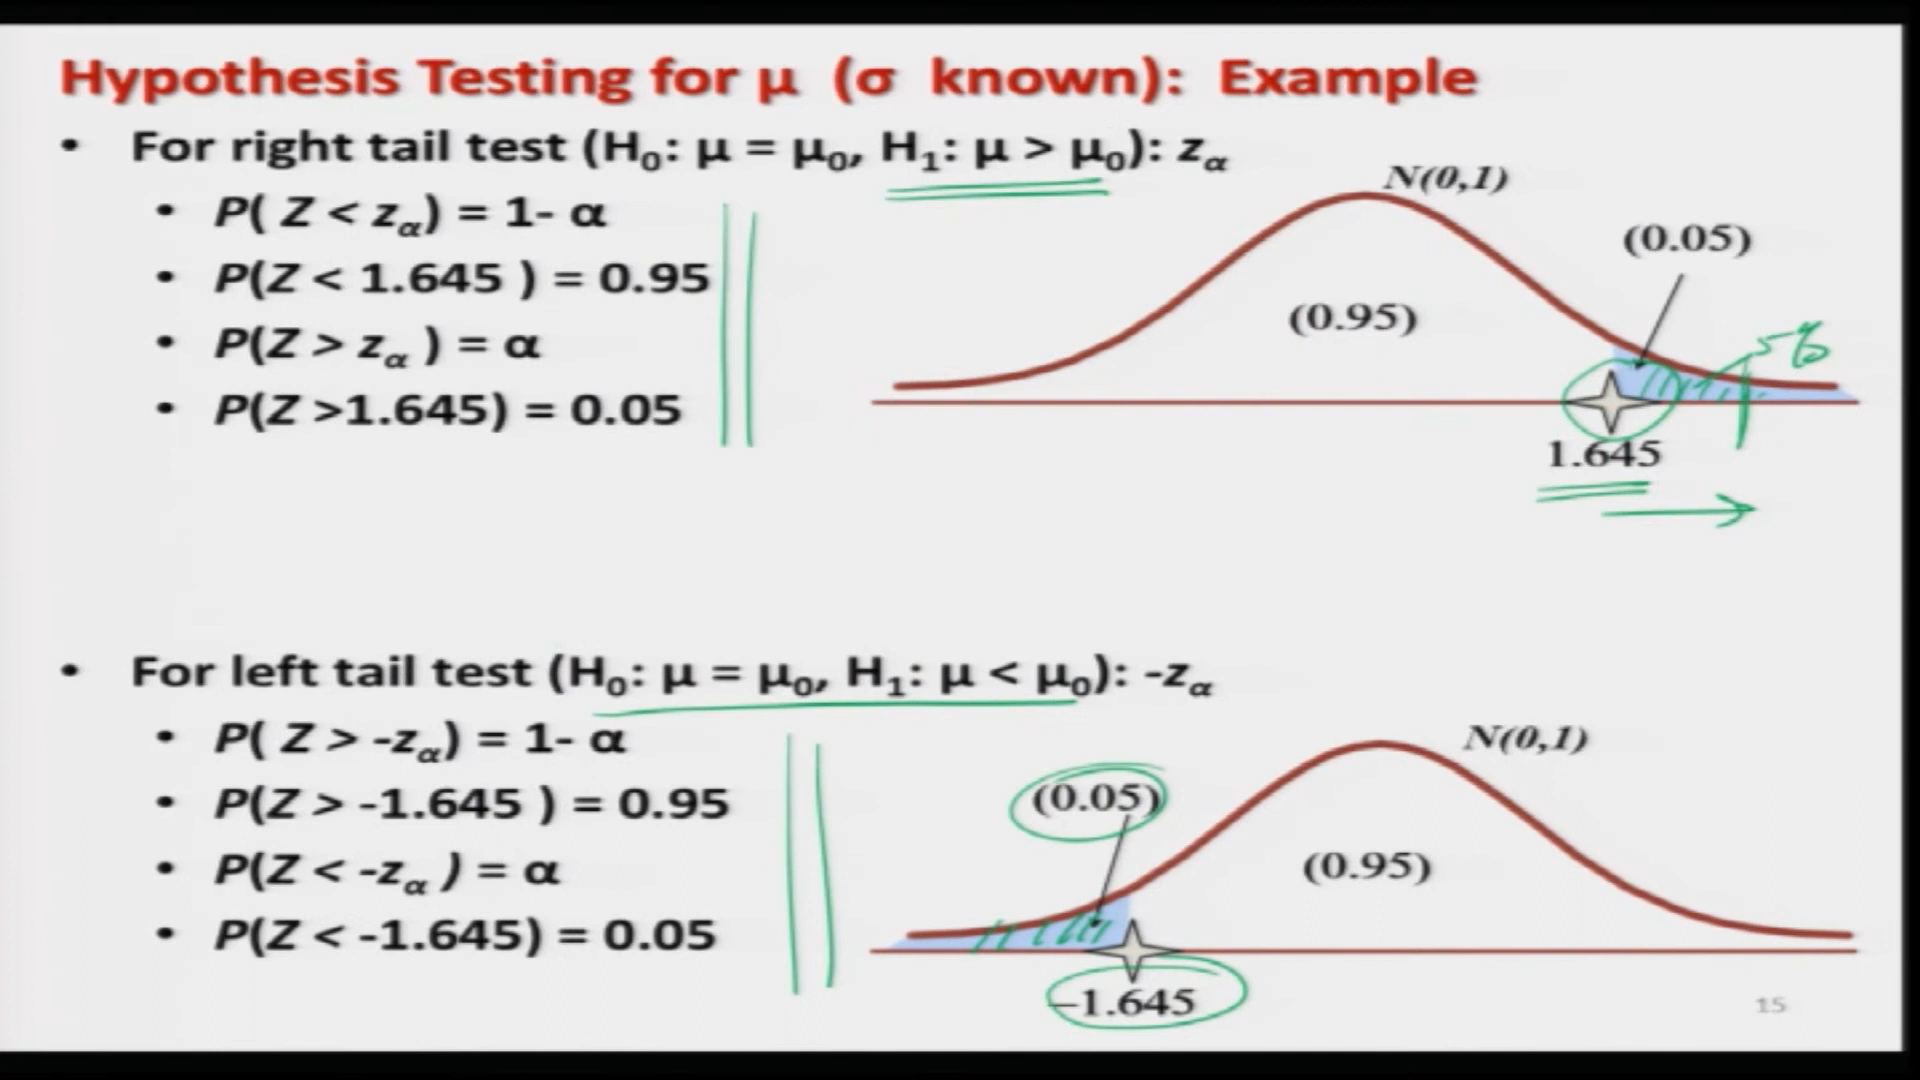 Hypothesis Testing for μ (σ known): Example
• For right tail test (H₀: μ = μ₀, H₁: μ > μ₀): zα
• P( Z < zα) = 1- α
• P(Z < 1.645 ) = 0.95
• P(Z > zα ) = α
• P(Z >1.645) = 0.05
N(0,1)
(0.05)
(0.95)
5%
1.645
• For left tail test (H₀: μ = μ₀, H₁: μ < μ₀): -zα
• P( Z > -zα) = 1- α
• P(Z > -1.645 ) = 0.95
• P(Z < -zα ) = α
• P(Z < -1.645) = 0.05
N(0,1)
(0.05)
(0.95)
–1.645
15